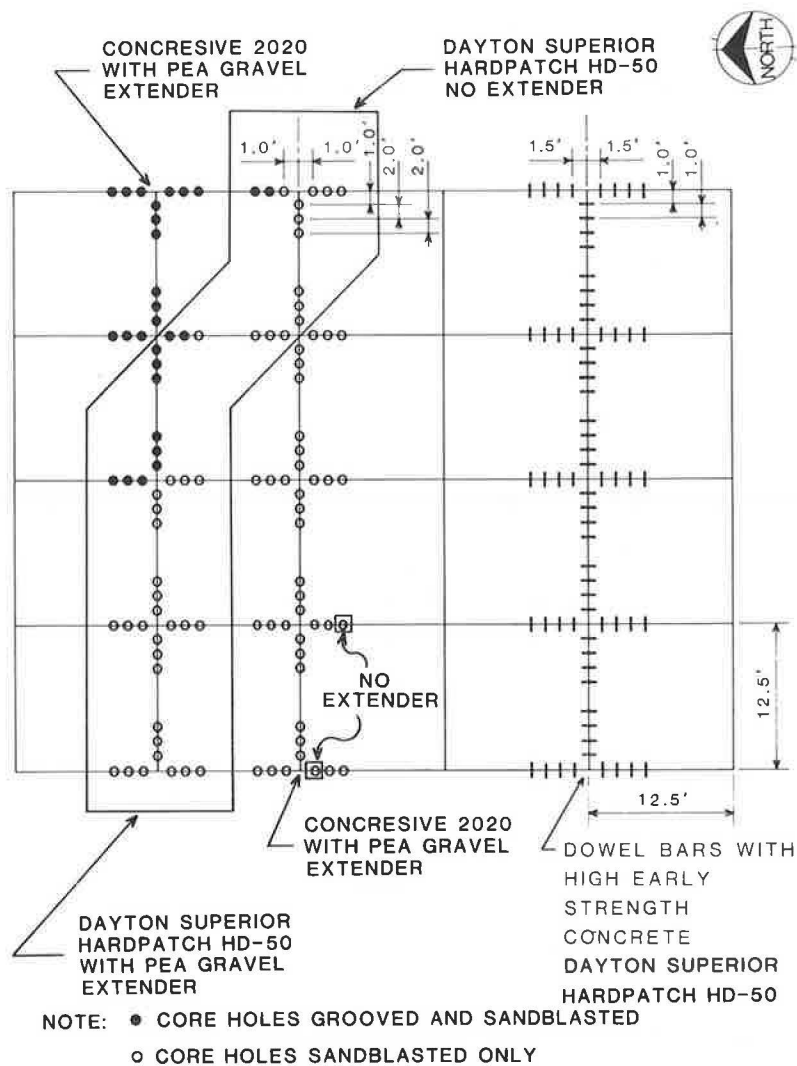 CONCRESIVE 2020
WITH PEA GRAVEL
EXTENDER
DAYTON SUPERIOR
HARDPATCH HD-50
NO EXTENDER
NORTH
1.0'
1.0'
1.0'
2.0'
2.0'
1.5'
1.5'
1.0'
1.0'
NO
EXTENDER
12.5'
12.5'
CONCRESIVE 2020
WITH PEA GRAVEL
EXTENDER
DOWEL BARS WITH
HIGH EARLY
STRENGTH
CONCRETE
DAYTON SUPERIOR
HARDPATCH HD-50
DAYTON SUPERIOR
HARDPATCH HD-50
WITH PEA GRAVEL
EXTENDER
NOTE: ● CORE HOLES GROOVED AND SANDBLASTED
○ CORE HOLES SANDBLASTED ONLY